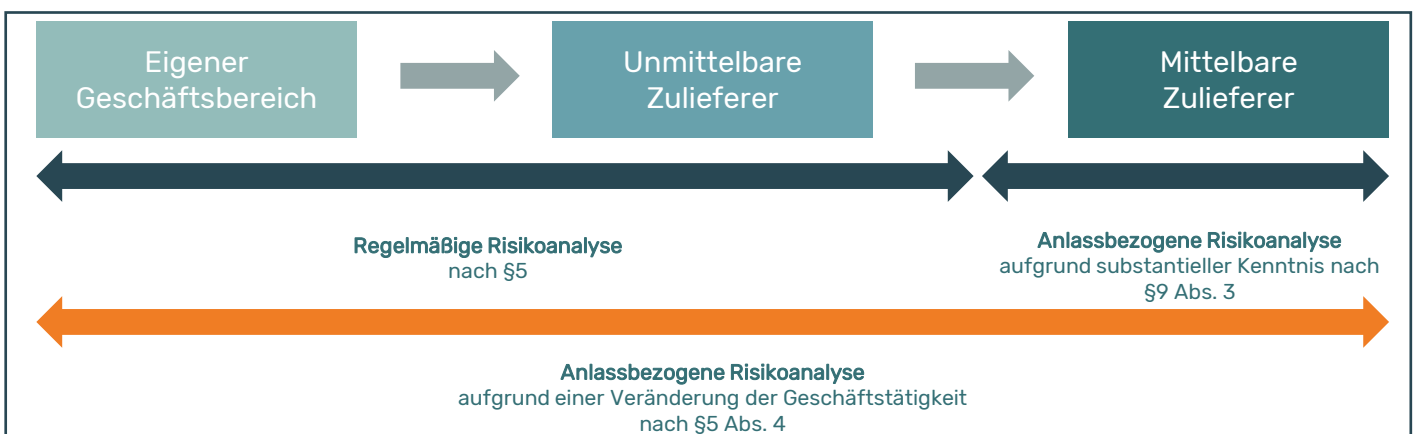 Eigener
Geschäftsbereich
Unmittelbare
Zulieferer
Mittelbare
Zulieferer
Regelmäßige Risikoanalyse
nach §5
Anlassbezogene Risikoanalyse
aufgrund substantieller Kenntnis nach
§9 Abs. 3
Anlassbezogene Risikoanalyse
aufgrund einer Veränderung der Geschäftstätigkeit
nach §5 Abs. 4